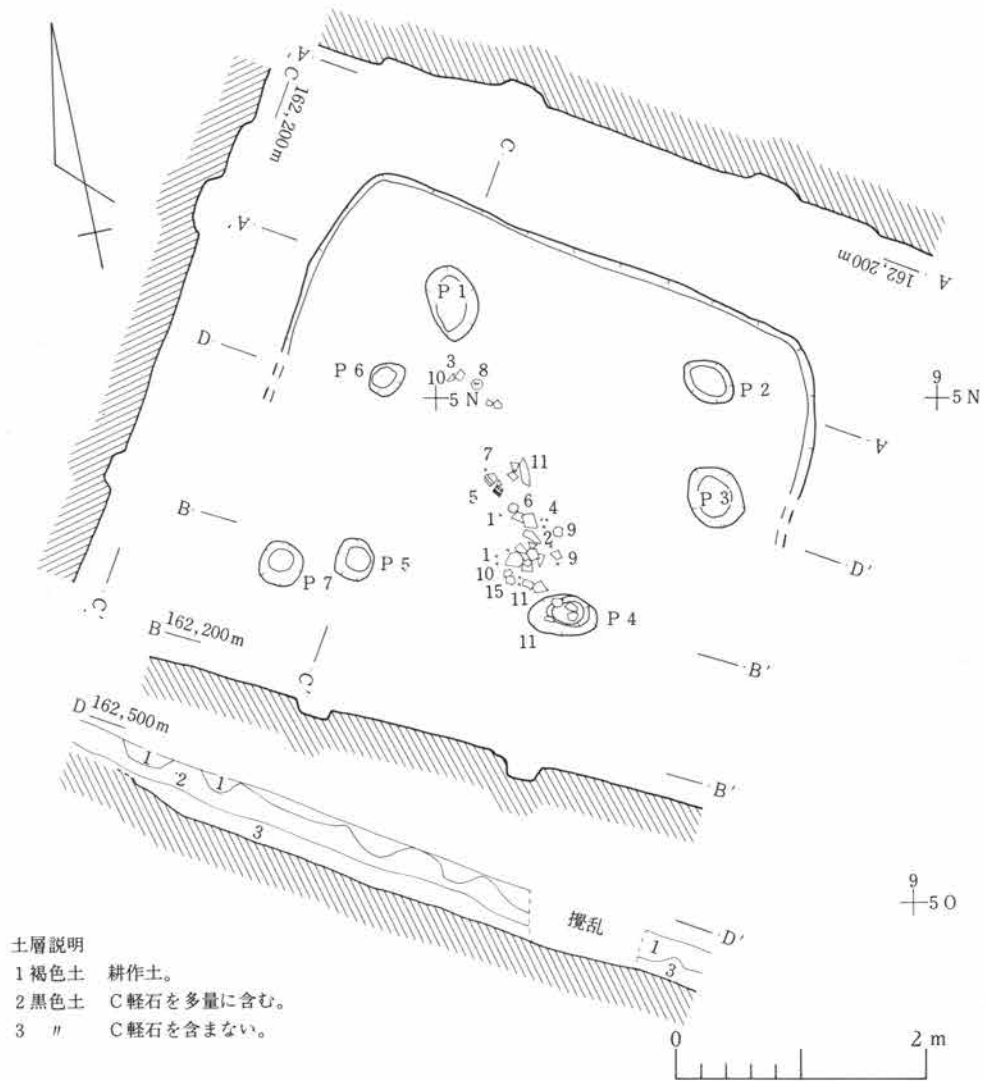 A'
C 162,200m
C
A'
162,200m A
P 1
D
P 6
3
10
8
5 N
P 2
9
5 N
A
7
11
5
6
1
4
P 3
9
B
2
1
9
D'
P 7
P 5
10
15
11
P 4
11
C'
B 162,200m
C'
B'
D 162,500m
1
2
1
B'
3
9
5 O
攪乱
D'
1
3
土層説明
1 褐色土 耕作土。
2 黒色土 C軽石を多量に含む。
3 〃 C軽石を含まない。
0 2 m